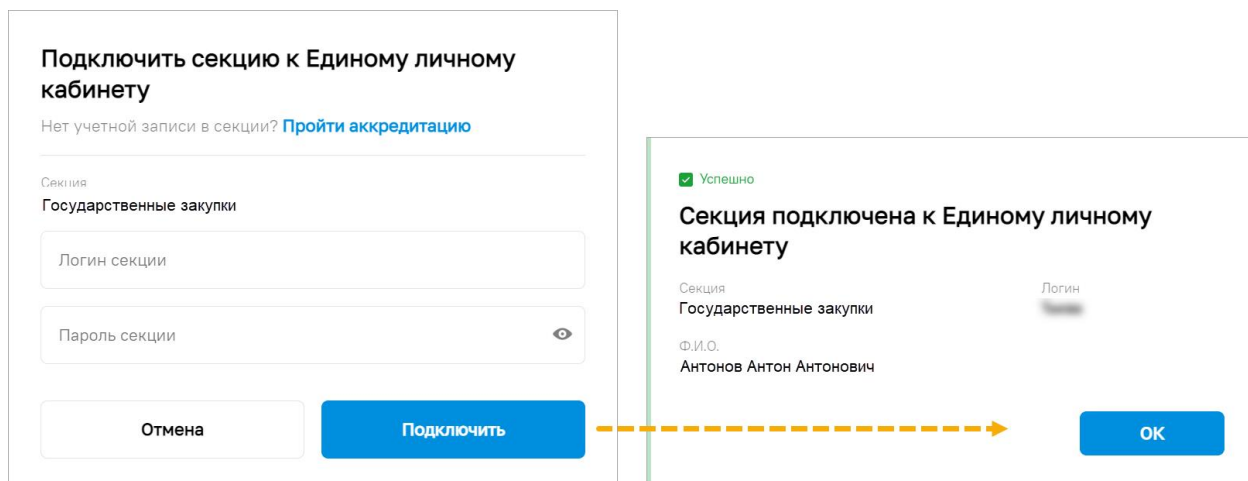 Подключить секцию к Единому личному
кабинету
Нет учетной записи в секции? Пройти аккредитацию
Секция
Государственные закупки
Логин секции
Пароль секции
Отмена
Подключить
Успешно
Секция подключена к Единому личному
кабинету
Секция
Логин
Государственные закупки
Ф.И.О.
Антонов Антон Антонович
ОК